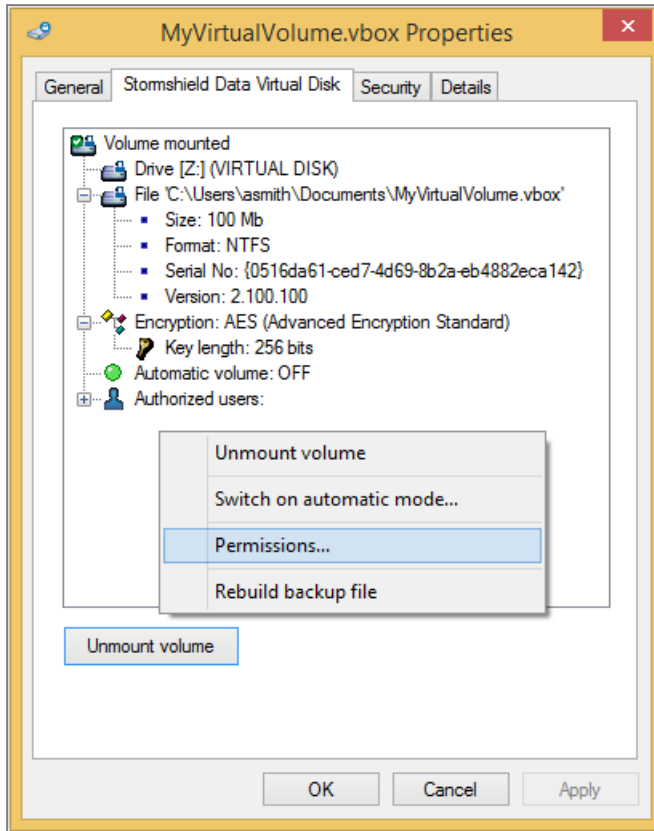 MyVirtualVolume.vbox Properties
General Stormshield Data Virtual Disk Security Details
Volume mounted
Drive [Z:] (VIRTUAL DISK)
File 'C:\Users\asmith\Documents\MyVirtualVolume.vbox'
Size: 100 Mb
Format: NTFS
Serial No: {0516da61-ced7-4d69-8b2a-eb4882eca142}
Version: 2.100.100
Encryption: AES (Advanced Encryption Standard)
Key length: 256 bits
Automatic volume: OFF
Authorized users:
Unmount volume
Switch on automatic mode...
Permissions...
Rebuild backup file
Unmount volume
OK Cancel Apply